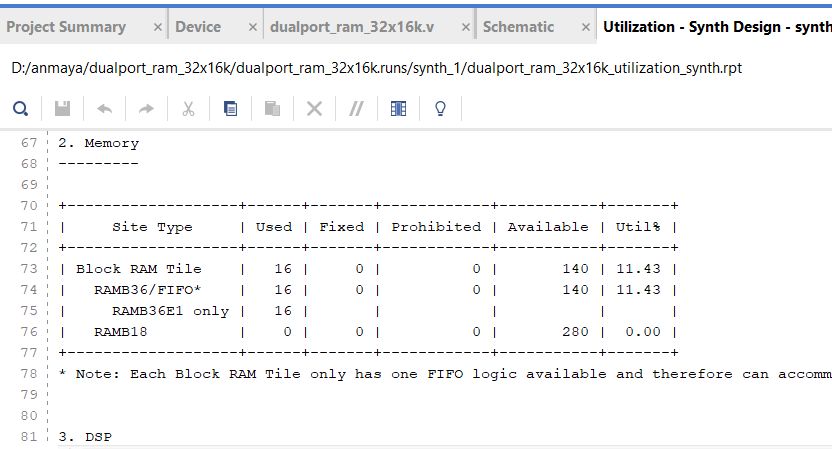 Project Summary × Device × dualport_ram_32x16k.v × Schematic × Utilization - Synth Design - synth
D:/anmaya/dualport_ram_32x16k/dualport_ram_32x16k.runs/synth_1/dualport_ram_32x16k_utilization_synth.rpt
67 2. Memory
68 ---------
69
70 +-------------------+------+-------+------------+-----------+-------+
71 |     Site Type     | Used | Fixed | Prohibited | Available | Util% |
72 +-------------------+------+-------+------------+-----------+-------+
73 | Block RAM Tile    |   16 |     0 |          0 |       140 | 11.43 |
74 |   RAMB36/FIFO*    |   16 |     0 |          0 |       140 | 11.43 |
75 |     RAMB36E1 only |   16 |       |            |           |       |
76 |   RAMB18          |    0 |     0 |          0 |       280 |  0.00 |
77 +-------------------+------+-------+------------+-----------+-------+
78 * Note: Each Block RAM Tile only has one FIFO logic available and therefore can accomm
79
80
81 3. DSP